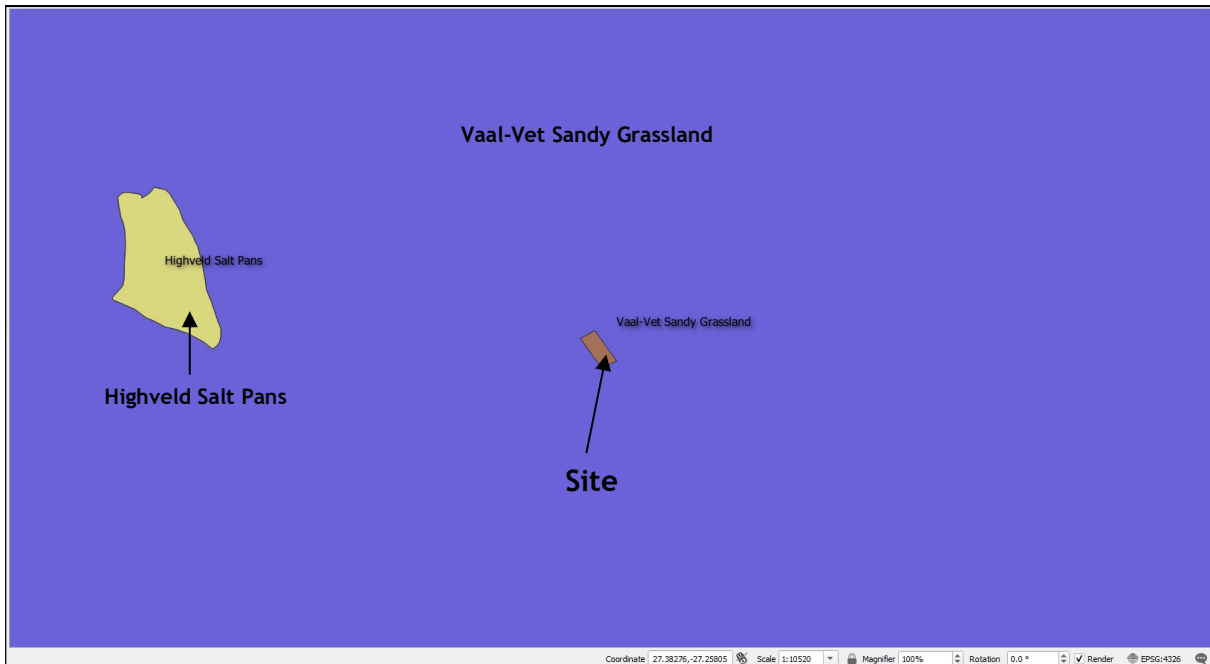 Vaal-Vet Sandy Grassland
Highveld Salt Pans
Vaal-Vet Sandy Grassland
Highveld Salt Pans
Site
Coordinate 27.38276,-27.25805 Scale 1:10520 Magnifier 100% Rotation 0.0 ° Render EPSG:4326